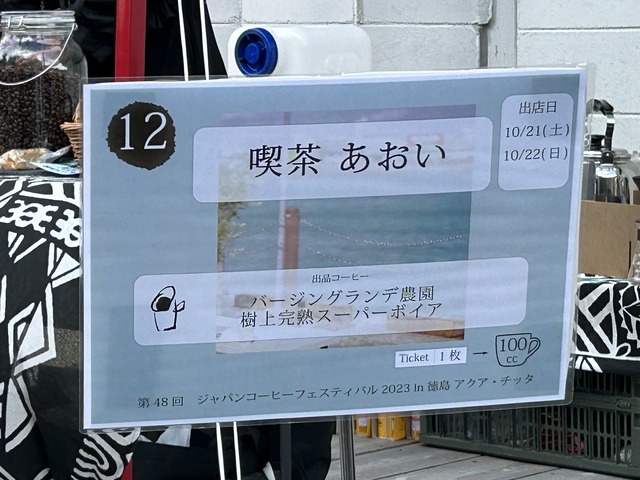 12
喫茶 あおい
出店日
10/21(土)
10/22(日)
出品コーヒー
バージングランデ農園
樹上完熟スーパーボイア
Ticket 1枚 → 100 cc
第48回 ジャパンコーヒーフェスティバル 2023 in 徳島 アクア・チッタ